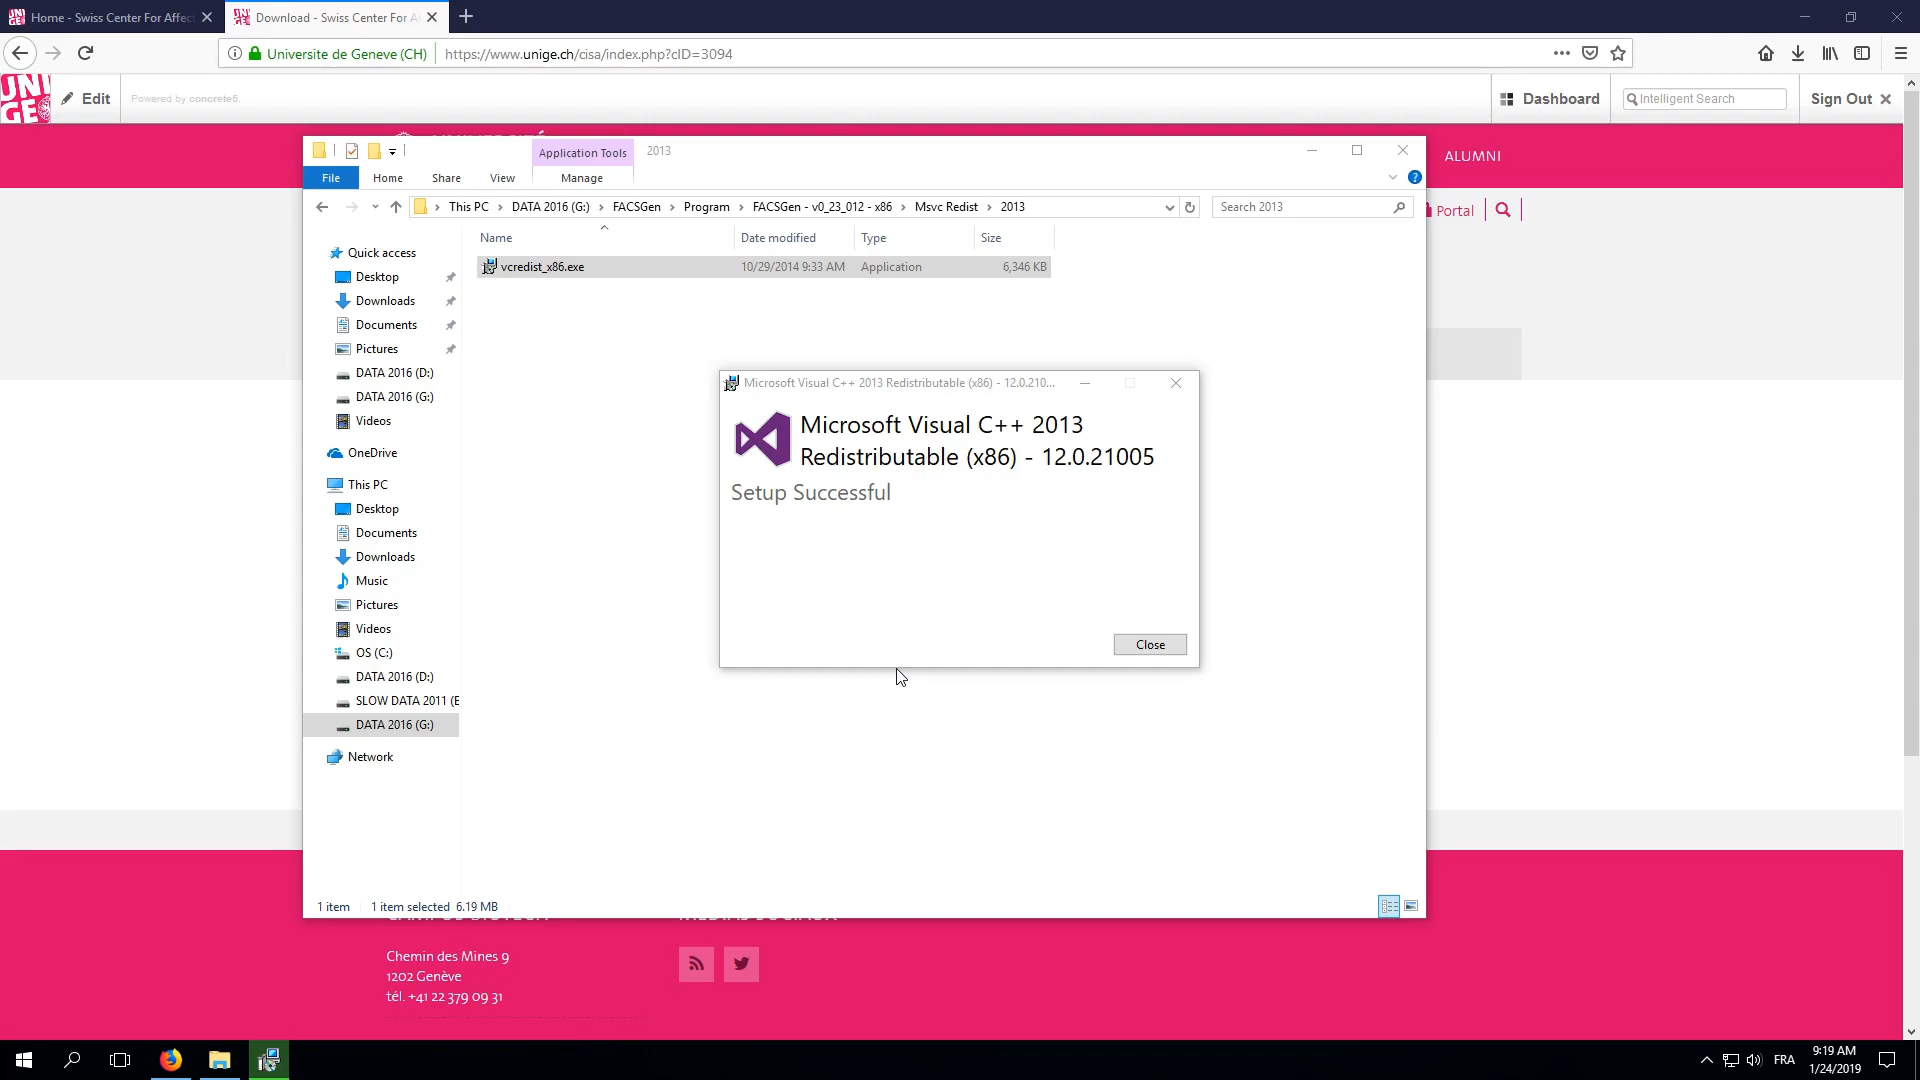 Home - Swiss Center For Affec
Download - Swiss Center For A
Universite de Geneve (CH)
https://www.unige.ch/cisa/index.php?cID=3094
UNI
GE
Edit
Powered by concrete5.
Dashboard
Intelligent Search
Sign Out
ALUMNI
Portal
Application Tools
2013
File
Home
Share
View
Manage
This PC
DATA 2016 (G:)
FACSGen
Program
FACSGen - v0_23_012 - x86
Msvc Redist
2013
Search 2013
Name
Date modified
Type
Size
vcredist_x86.exe
10/29/2014 9:33 AM
Application
6,346 KB
Quick access
Desktop
Downloads
Documents
Pictures
DATA 2016 (D:)
DATA 2016 (G:)
Videos
OneDrive
This PC
Desktop
Documents
Downloads
Music
Pictures
Videos
OS (C:)
DATA 2016 (D:)
SLOW DATA 2011 (E
DATA 2016 (G:)
Network
Microsoft Visual C++ 2013 Redistributable (x86) - 12.0.210...
Microsoft Visual C++ 2013
Redistributable (x86) - 12.0.21005
Setup Successful
Close
1 item
1 item selected 6.19 MB
Chemin des Mines 9
1202 Genève
tél. +41 22 379 09 31
FRA
9:19 AM
1/24/2019